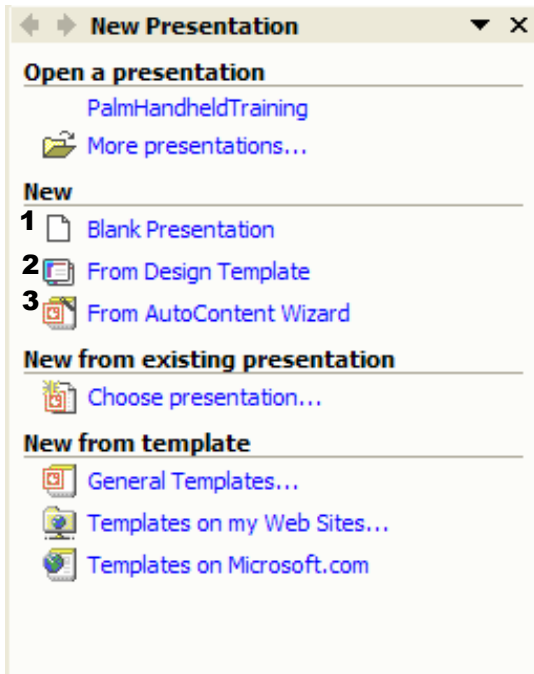 New Presentation
Open a presentation
PalmHandheldTraining
More presentations...
New
1 Blank Presentation
2 From Design Template
3 From AutoContent Wizard
New from existing presentation
Choose presentation...
New from template
General Templates...
Templates on my Web Sites...
Templates on Microsoft.com